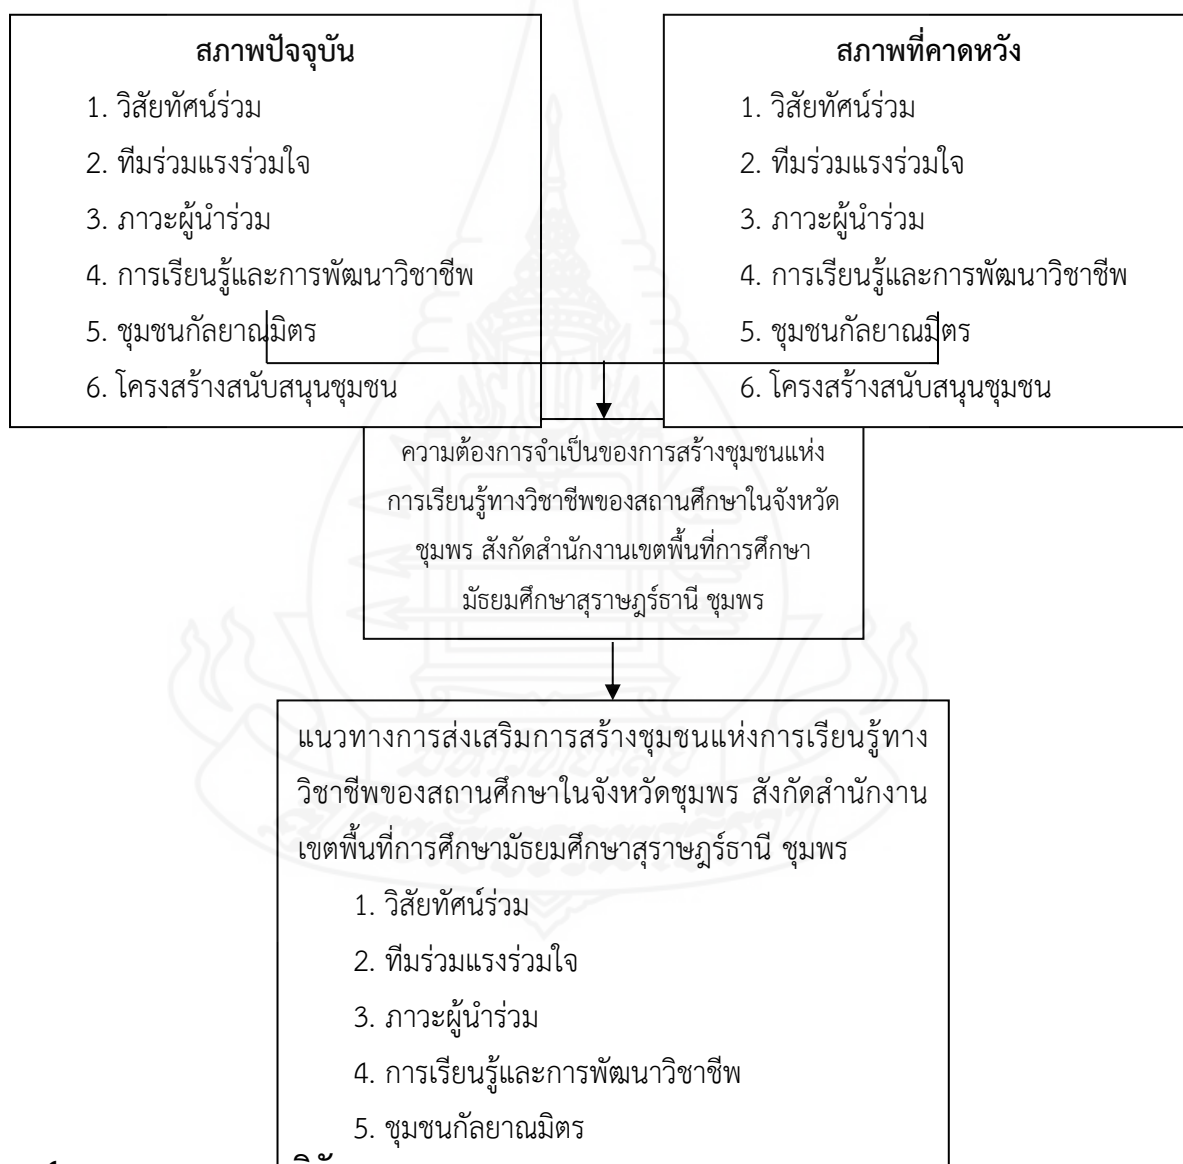 สภาพปัจจุบัน
1. วิสัยทัศน์ร่วม
2. ทีมร่วมแรงร่วมใจ
3. ภาวะผู้นำร่วม
4. การเรียนรู้และการพัฒนาวิชาชีพ
5. ชุมชนกัลยาณมิตร
6. โครงสร้างสนับสนุนชุมชน
สภาพที่คาดหวัง
1. วิสัยทัศน์ร่วม
2. ทีมร่วมแรงร่วมใจ
3. ภาวะผู้นำร่วม
4. การเรียนรู้และการพัฒนาวิชาชีพ
5. ชุมชนกัลยาณมิตร
6. โครงสร้างสนับสนุนชุมชน
ความต้องการจำเป็นของการสร้างชุมชนแห่ง
การเรียนรู้ทางวิชาชีพของสถานศึกษาในจังหวัด
ชุมพร สังกัดสำนักงานเขตพื้นที่การศึกษา
มัธยมศึกษาสุราษฎร์ธานี ชุมพร
แนวทางการส่งเสริมการสร้างชุมชนแห่งการเรียนรู้ทาง
วิชาชีพของสถานศึกษาในจังหวัดชุมพร สังกัดสำนักงาน
เขตพื้นที่การศึกษามัธยมศึกษาสุราษฎร์ธานี ชุมพร
1. วิสัยทัศน์ร่วม
2. ทีมร่วมแรงร่วมใจ
3. ภาวะผู้นำร่วม
4. การเรียนรู้และการพัฒนาวิชาชีพ
5. ชุมชนกัลยาณมิตร